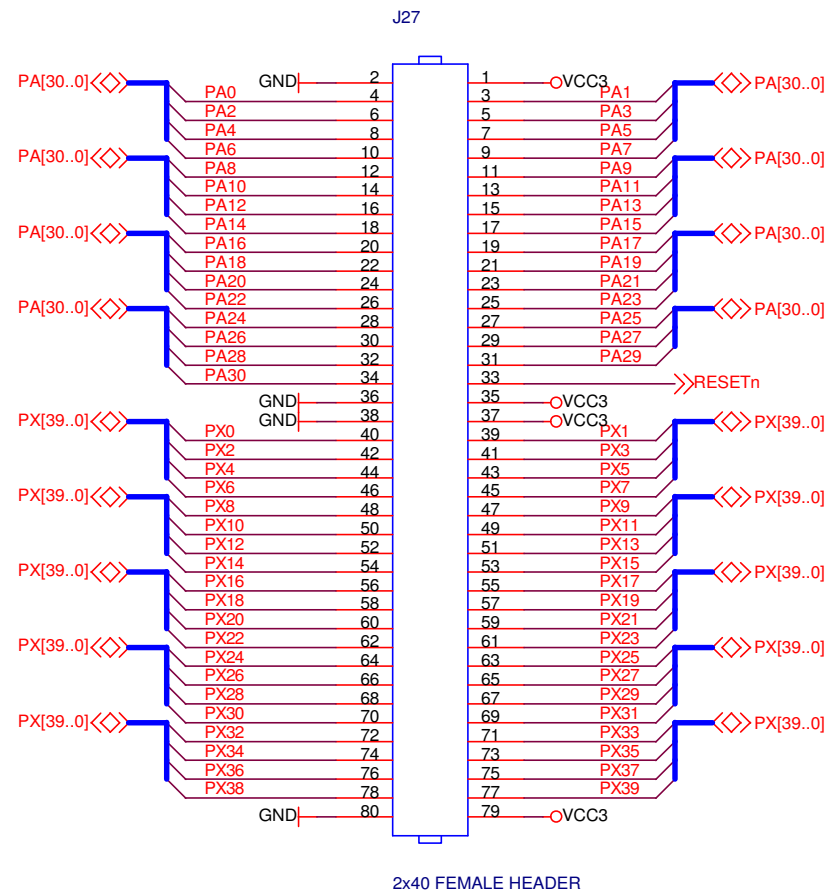 J27
PA[30..0] GND 2 1 VCC3 PA[30..0]
PA0 4 3 PA1
PA2 6 5 PA3
PA4 8 7 PA5
PA6 10 9 PA7
PA[30..0] PA[30..0]
PA8 12 11 PA9
PA10 14 13 PA11
PA12 16 15 PA13
PA14 18 17 PA15
PA[30..0] PA[30..0]
PA16 20 19 PA17
PA18 22 21 PA19
PA20 24 23 PA21
PA22 26 25 PA23
PA[30..0] PA[30..0]
PA24 28 27 PA25
PA26 30 29 PA27
PA28 32 31 PA29
PA30 34 33 RESETn
GND 36 35 VCC3
GND 38 37 VCC3
PX[39..0] PX[39..0]
PX0 40 39 PX1
PX2 42 41 PX3
PX4 44 43 PX5
PX6 46 45 PX7
PX[39..0] PX[39..0]
PX8 48 47 PX9
PX10 50 49 PX11
PX12 52 51 PX13
PX14 54 53 PX15
PX[39..0] PX[39..0]
PX16 56 55 PX17
PX18 58 57 PX19
PX20 60 59 PX21
PX22 62 61 PX23
PX[39..0] PX[39..0]
PX24 64 63 PX25
PX26 66 65 PX27
PX28 68 67 PX29
PX30 70 69 PX31
PX[39..0] PX[39..0]
PX32 72 71 PX33
PX34 74 73 PX35
PX36 76 75 PX37
PX38 78 77 PX39
GND 80 79 VCC3
2x40 FEMALE HEADER